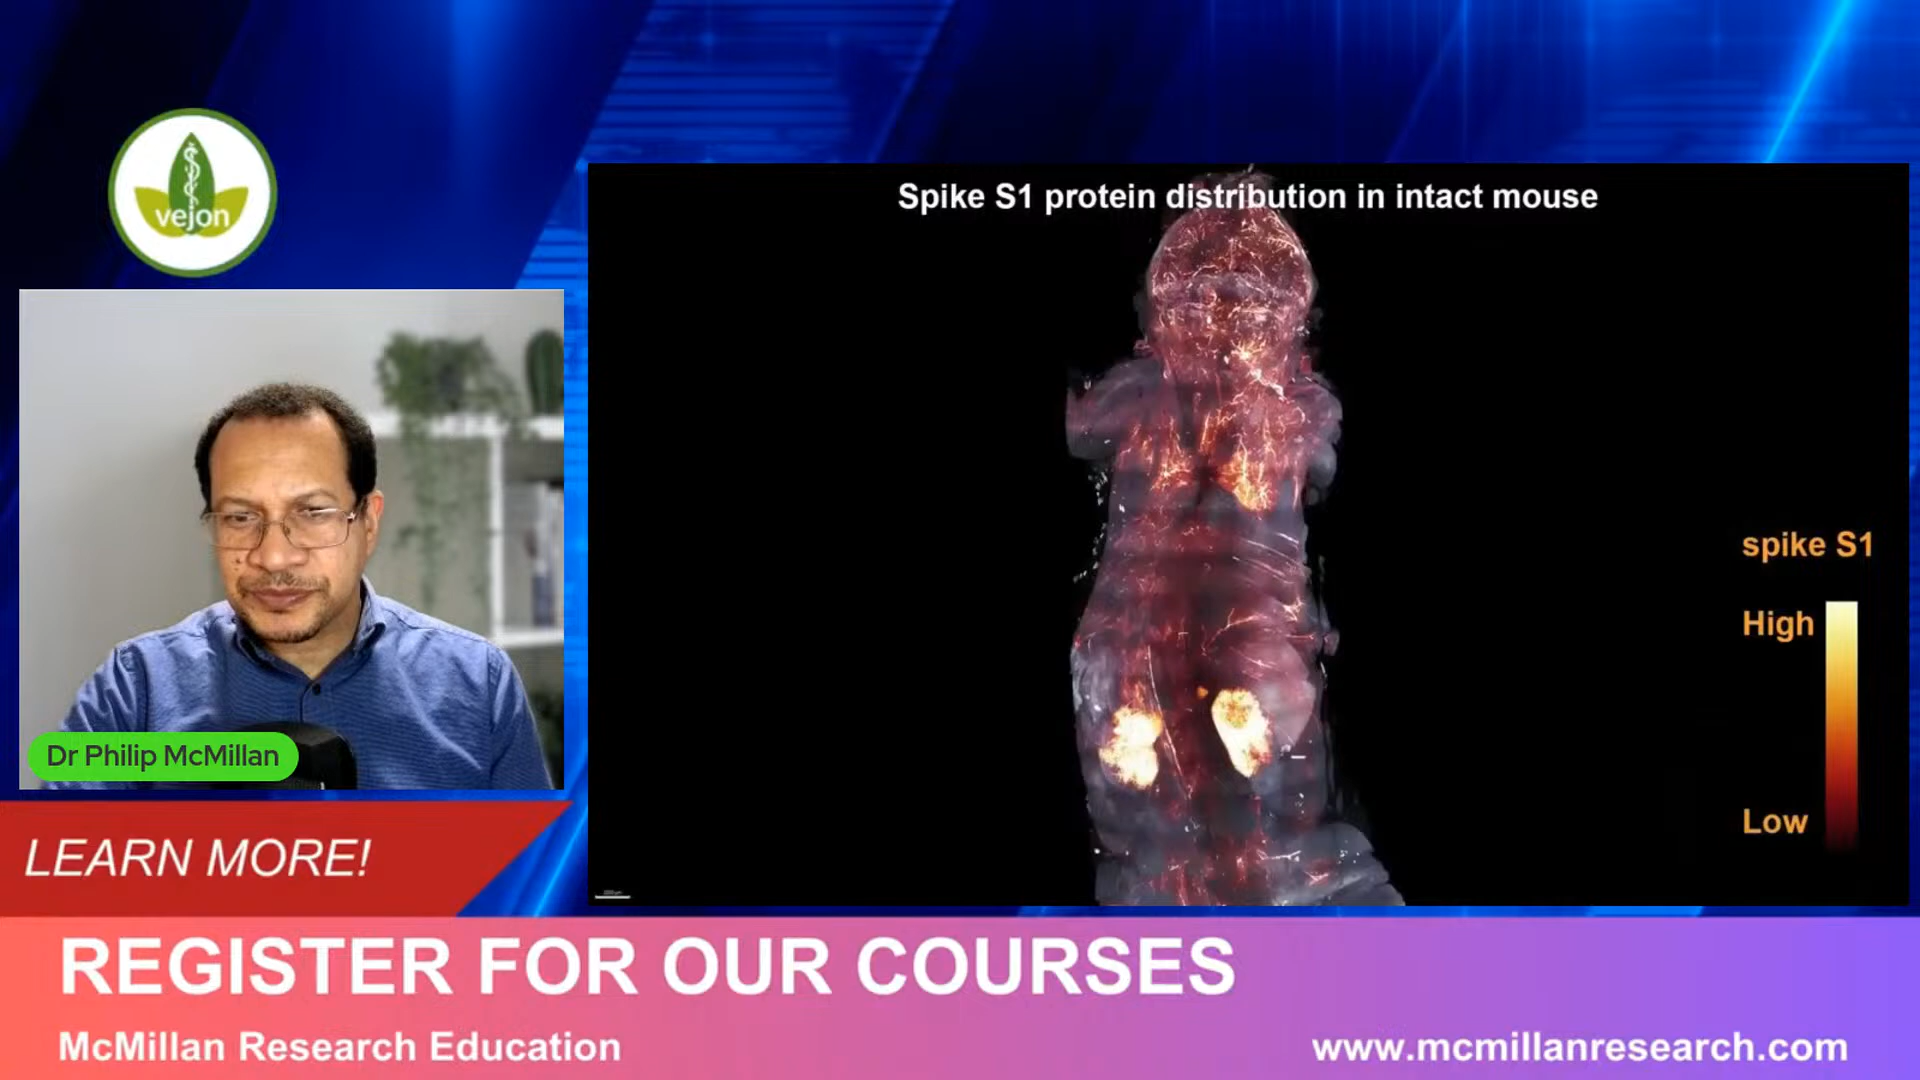 vejon
Spike S1 protein distribution in intact mouse
spike S1
High
Low
Dr Philip McMillan
LEARN MORE!
REGISTER FOR OUR COURSES
McMillan Research Education
www.mcmillanresearch.com